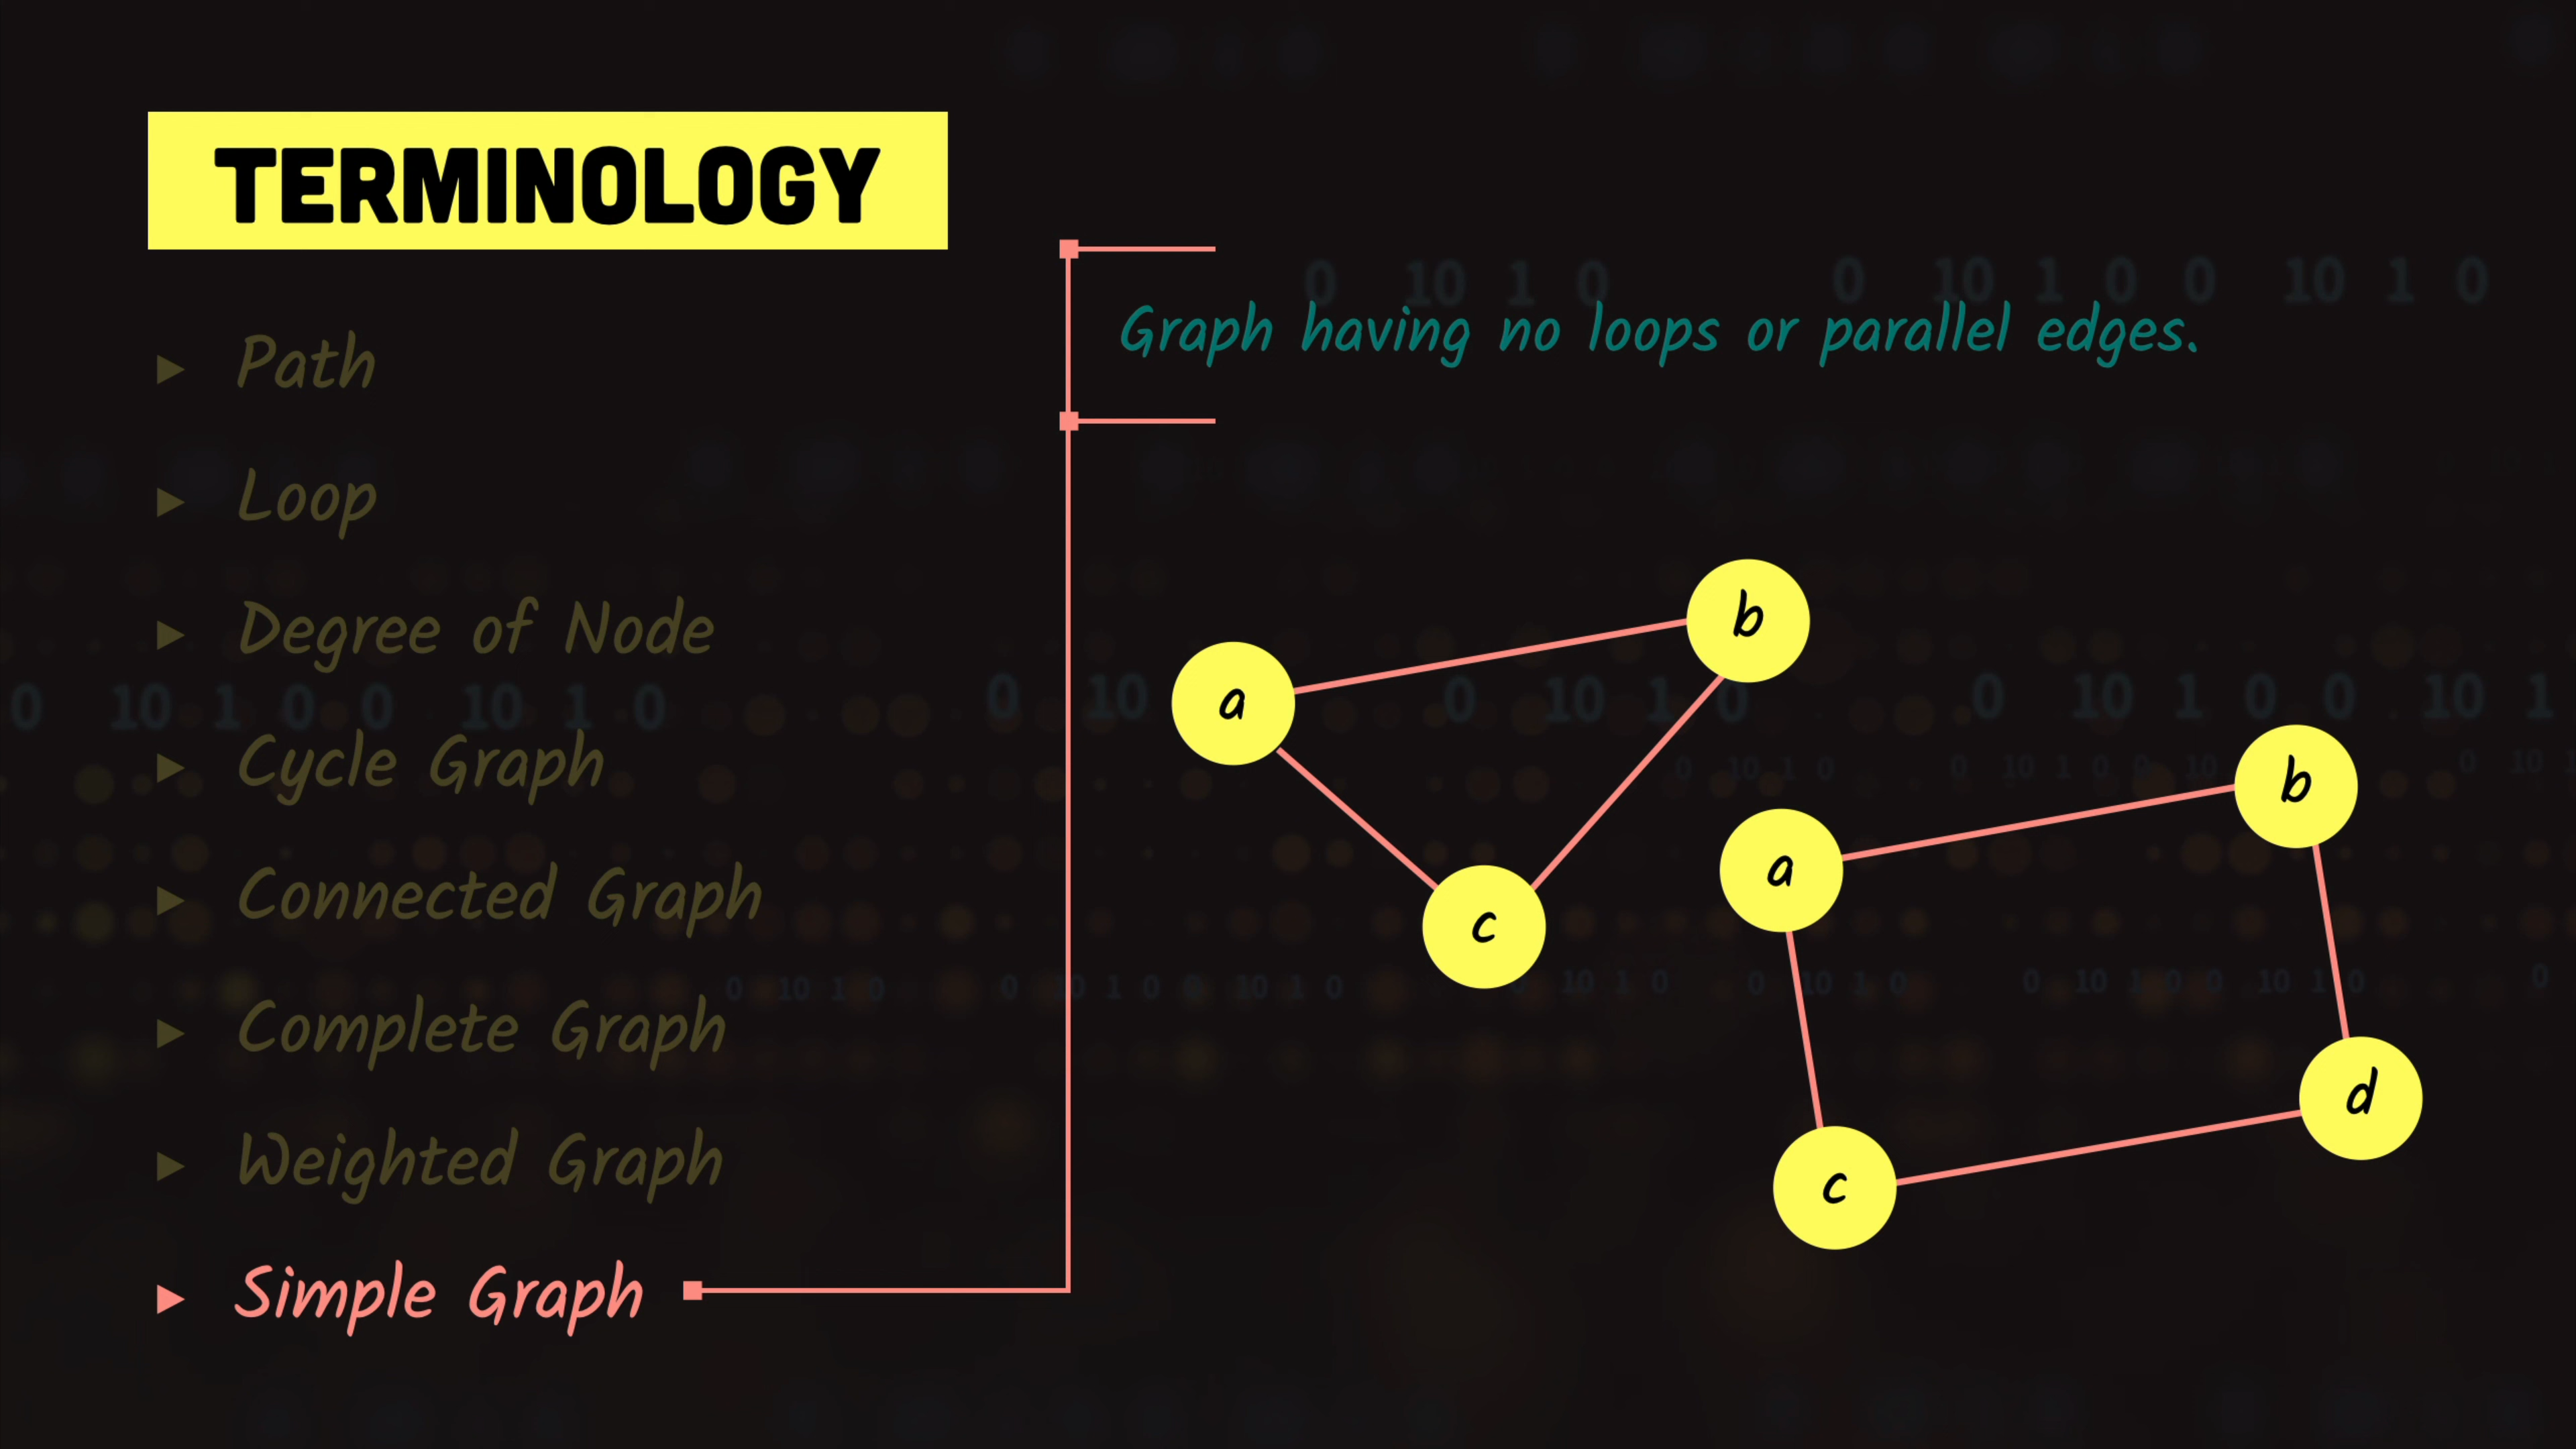 TERMINOLOGY
Path
Loop
Degree of Node
Cycle Graph
Connected Graph
Complete Graph
Weighted Graph
Simple Graph
Graph having no loops or parallel edges.
a
b
c
a
b
c
d